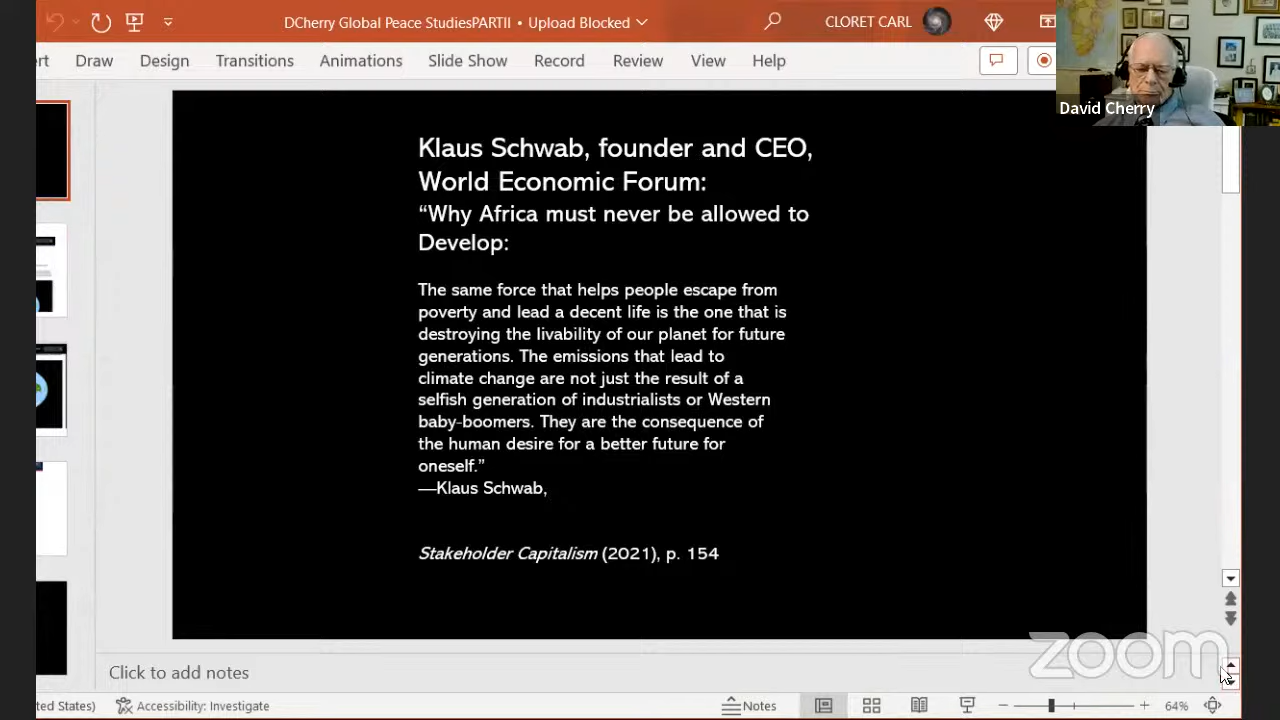 DCherry Global Peace StudiesPARTII • Upload Blocked
CLORET CARL
rt Draw Design Transitions Animations Slide Show Record Review View Help
David Cherry
Klaus Schwab, founder and CEO,
World Economic Forum:
“Why Africa must never be allowed to
Develop:
The same force that helps people escape from
poverty and lead a decent life is the one that is
destroying the livability of our planet for future
generations. The emissions that lead to
climate change are not just the result of a
selfish generation of industrialists or Western
baby-boomers. They are the consequence of
the human desire for a better future for
oneself.”
—Klaus Schwab,
Stakeholder Capitalism (2021), p. 154
zoom
Click to add notes
ted States) Accessibility: Investigate Notes 64%